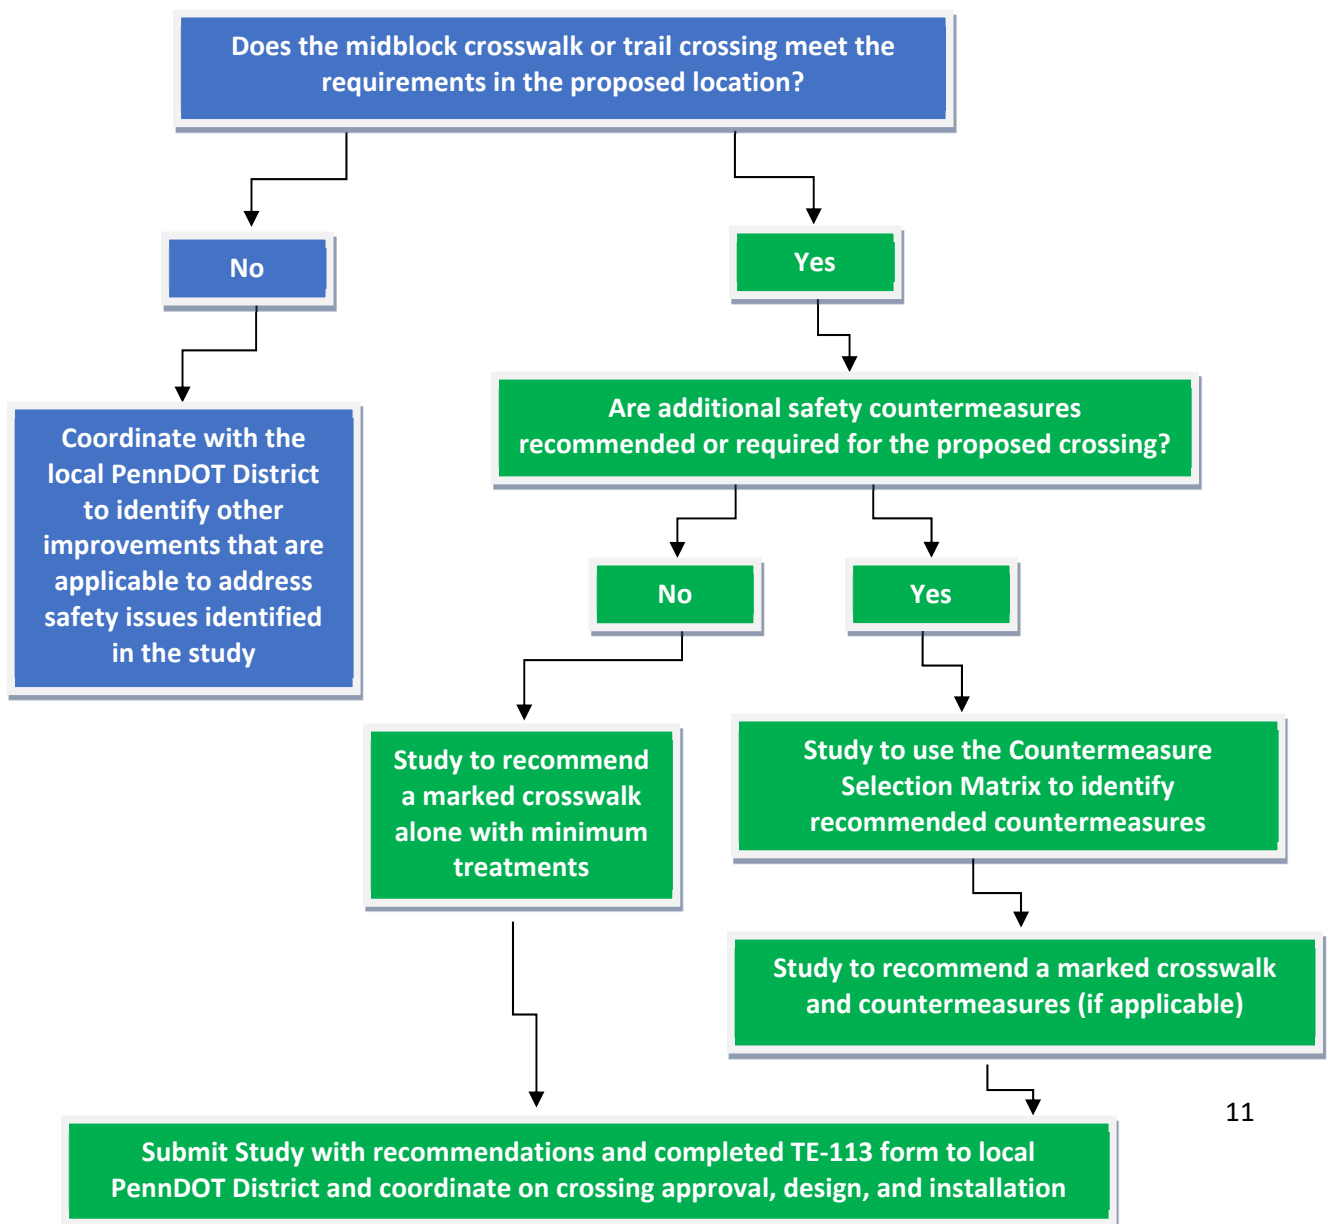 Does the midblock crosswalk or trail crossing meet the
requirements in the proposed location?
No
Yes
Coordinate with the
local PennDOT District
to identify other
improvements that are
applicable to address
safety issues identified
in the study
Are additional safety countermeasures
recommended or required for the proposed crossing?
No
Yes
Study to recommend
a marked crosswalk
alone with minimum
treatments
Study to use the Countermeasure
Selection Matrix to identify
recommended countermeasures
Study to recommend a marked crosswalk
and countermeasures (if applicable)
11
Submit Study with recommendations and completed TE-113 form to local
PennDOT District and coordinate on crossing approval, design, and installation